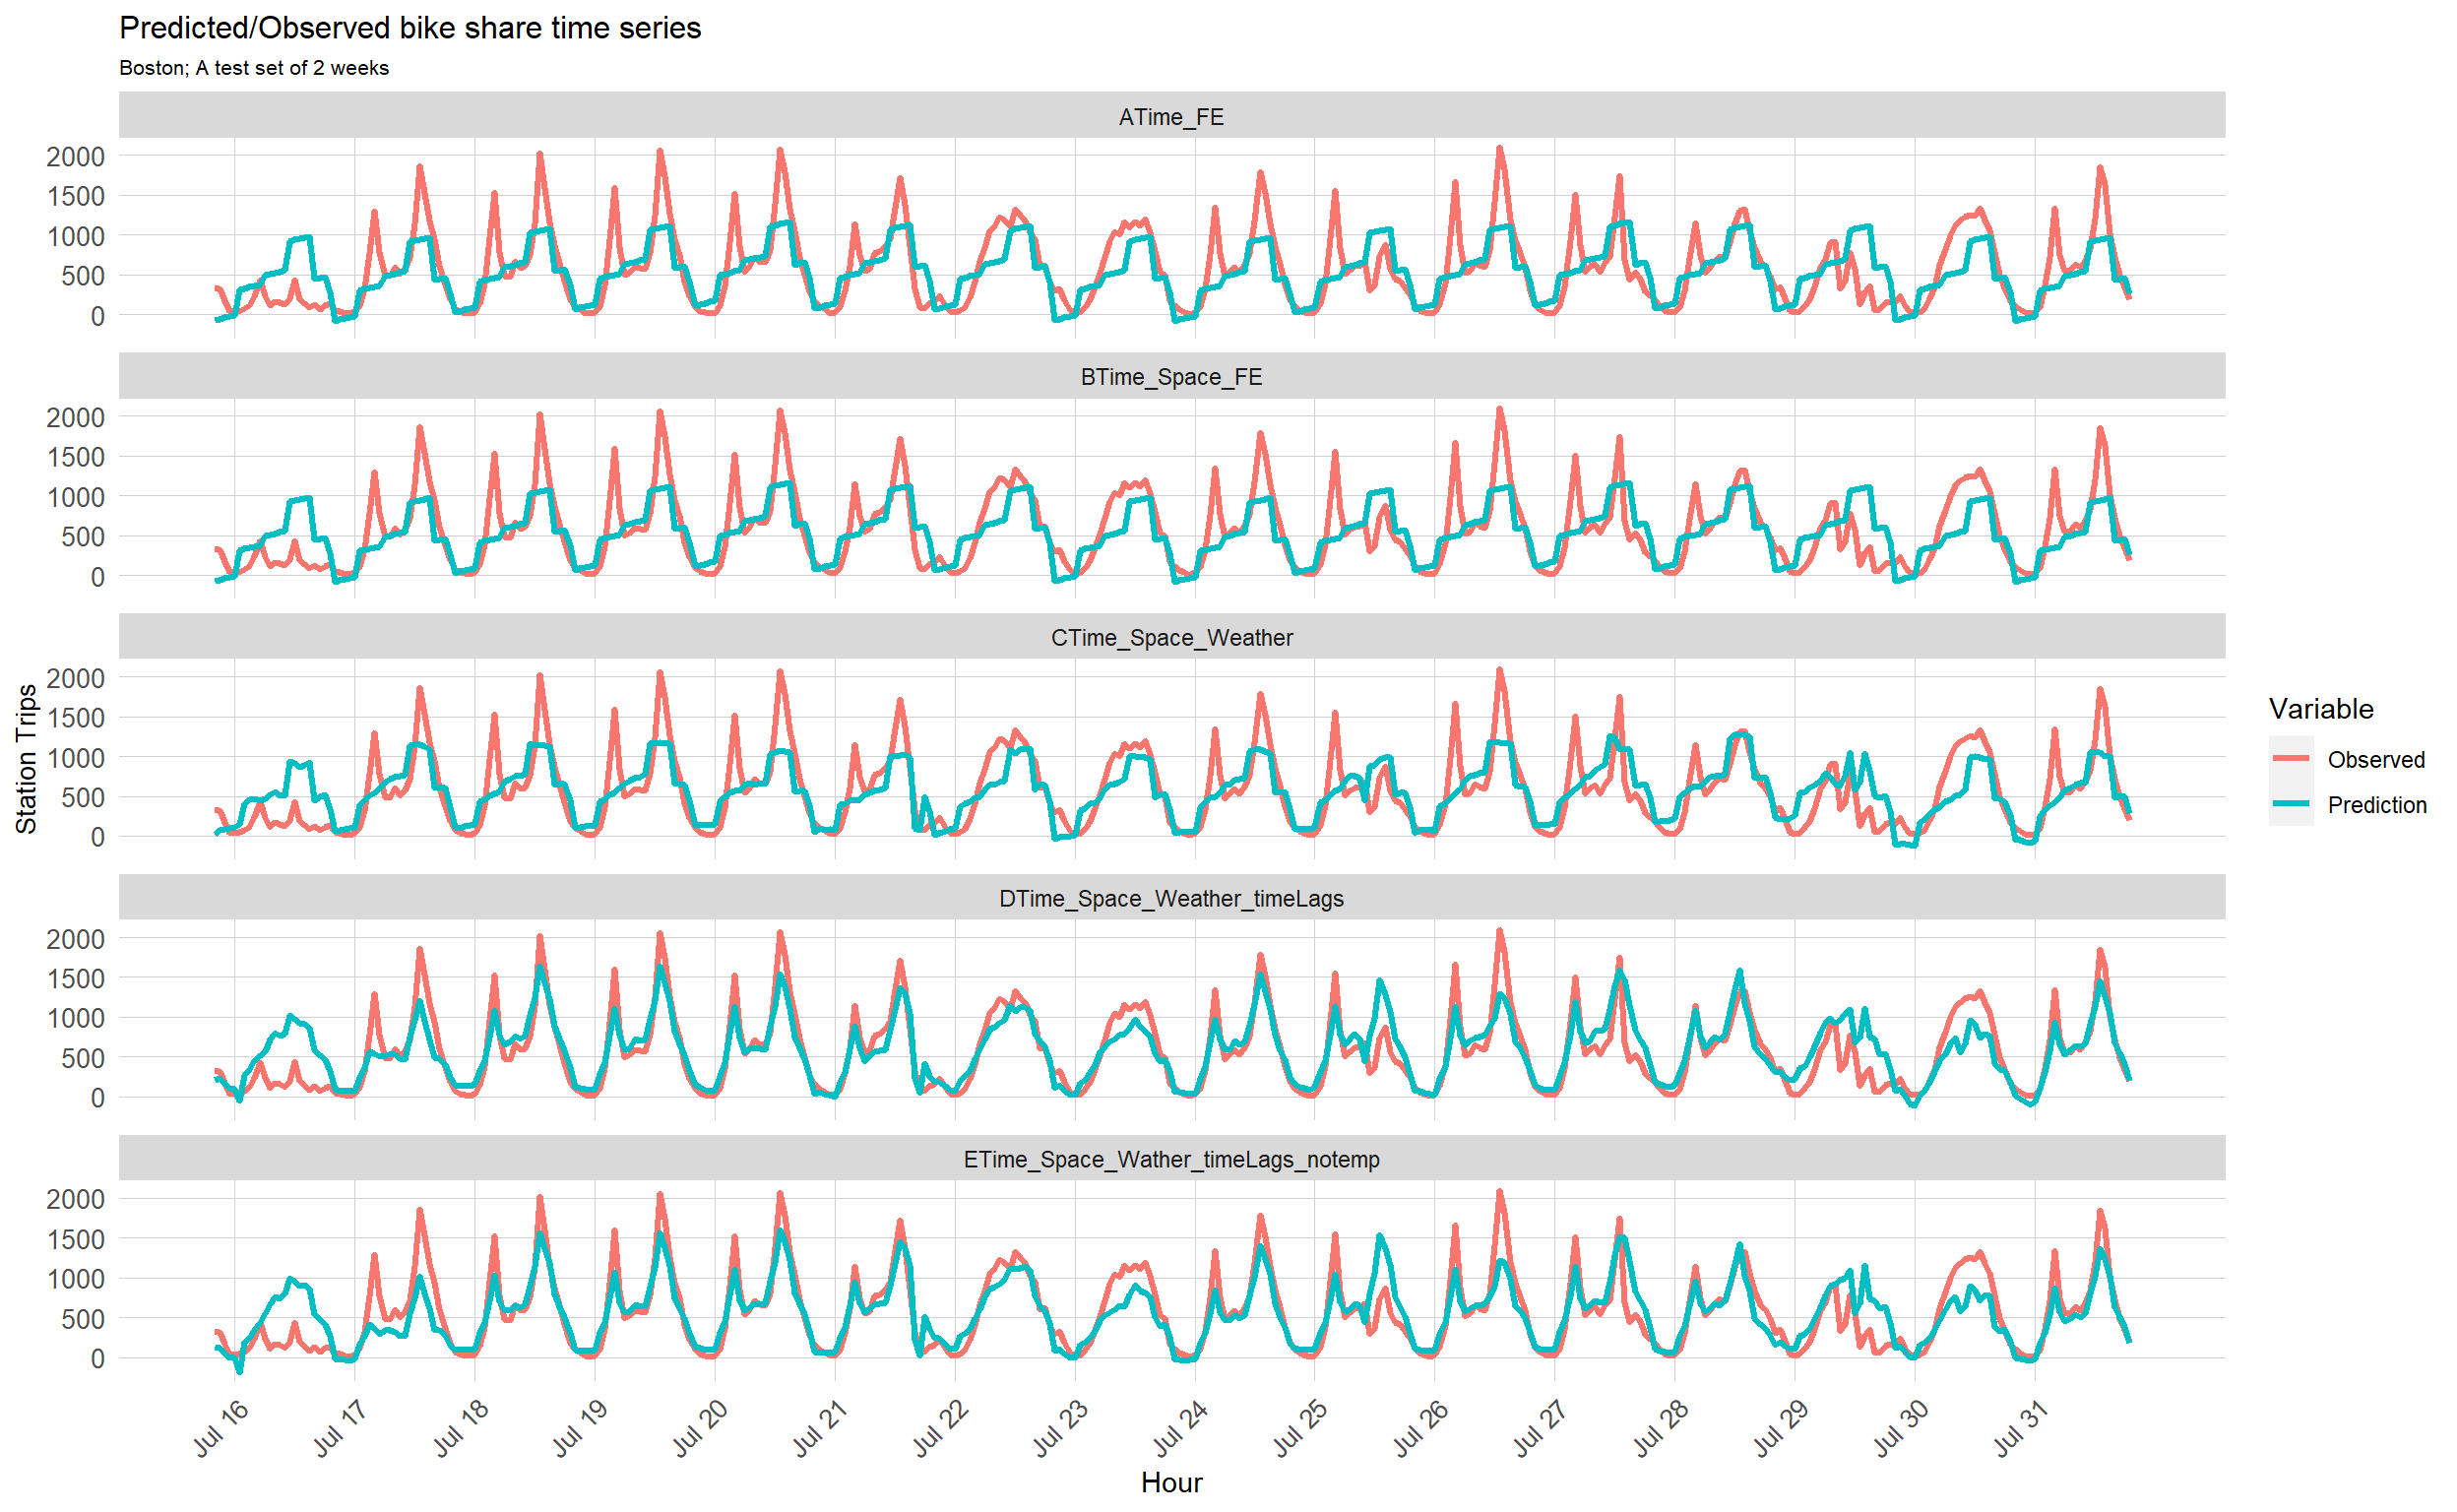 Predicted/Observed bike share time series
Boston; A test set of 2 weeks
ATime_FE
2000
1500
1000
500
0
BTime_Space_FE
2000
1500
1000
500
0
CTime_Space_Weather
2000
1500
1000
500
0
DTime_Space_Weather_timeLags
2000
1500
1000
500
0
ETime_Space_Wather_timeLags_notemp
2000
1500
1000
500
0
Station Trips
Jul 16
Jul 17
Jul 18
Jul 19
Jul 20
Jul 21
Jul 22
Jul 23
Jul 24
Jul 25
Jul 26
Jul 27
Jul 28
Jul 29
Jul 30
Jul 31
Hour
Variable
Observed
Prediction